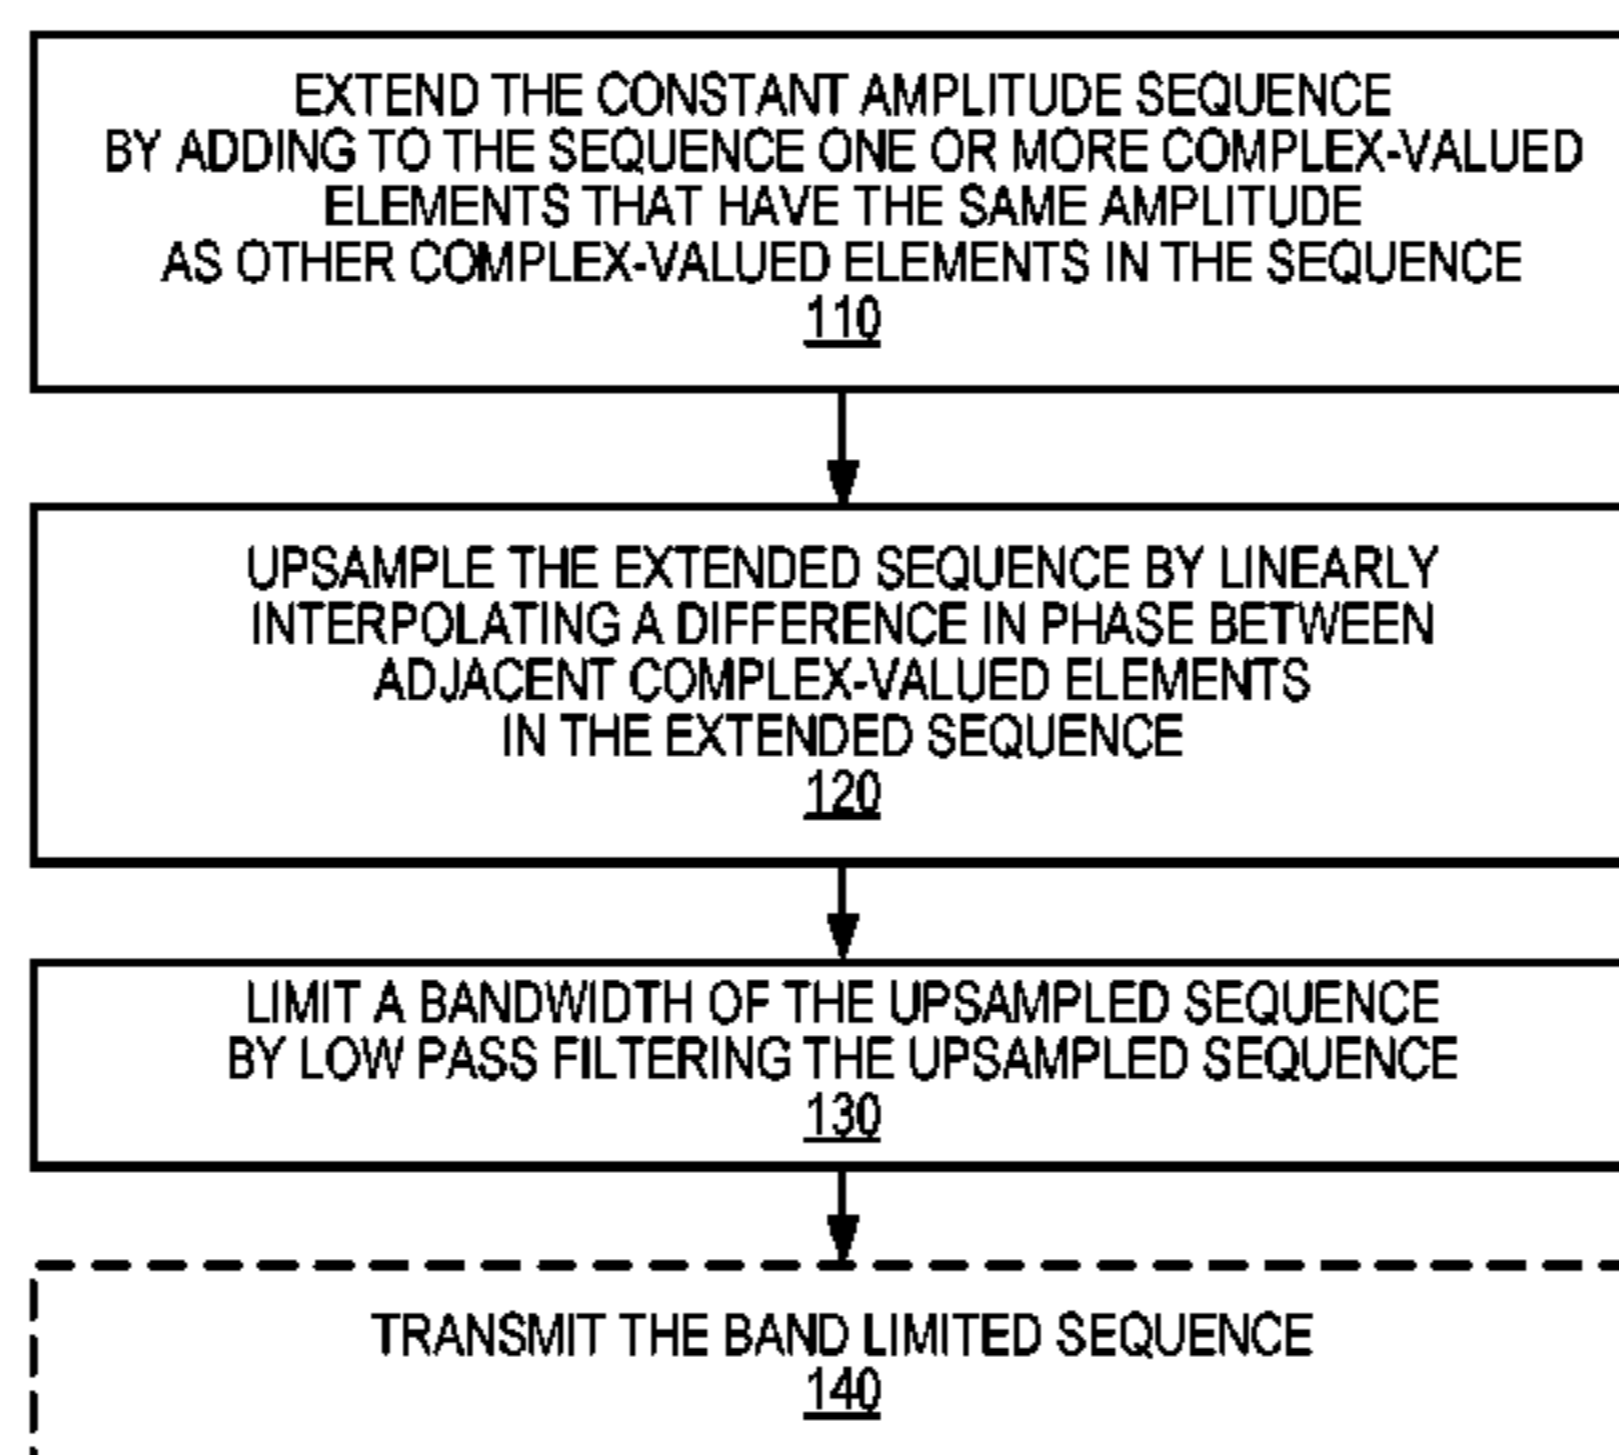 EXTEND THE CONSTANT AMPLITUDE SEQUENCE
BY ADDING TO THE SEQUENCE ONE OR MORE COMPLEX-VALUED
ELEMENTS THAT HAVE THE SAME AMPLITUDE
AS OTHER COMPLEX-VALUED ELEMENTS IN THE SEQUENCE
110
UPSAMPLE THE EXTENDED SEQUENCE BY LINEARLY
INTERPOLATING A DIFFERENCE IN PHASE BETWEEN
ADJACENT COMPLEX-VALUED ELEMENTS
IN THE EXTENDED SEQUENCE
120
LIMIT A BANDWIDTH OF THE UPSAMPLED SEQUENCE
BY LOW PASS FILTERING THE UPSAMPLED SEQUENCE
130
TRANSMIT THE BAND LIMITED SEQUENCE
140